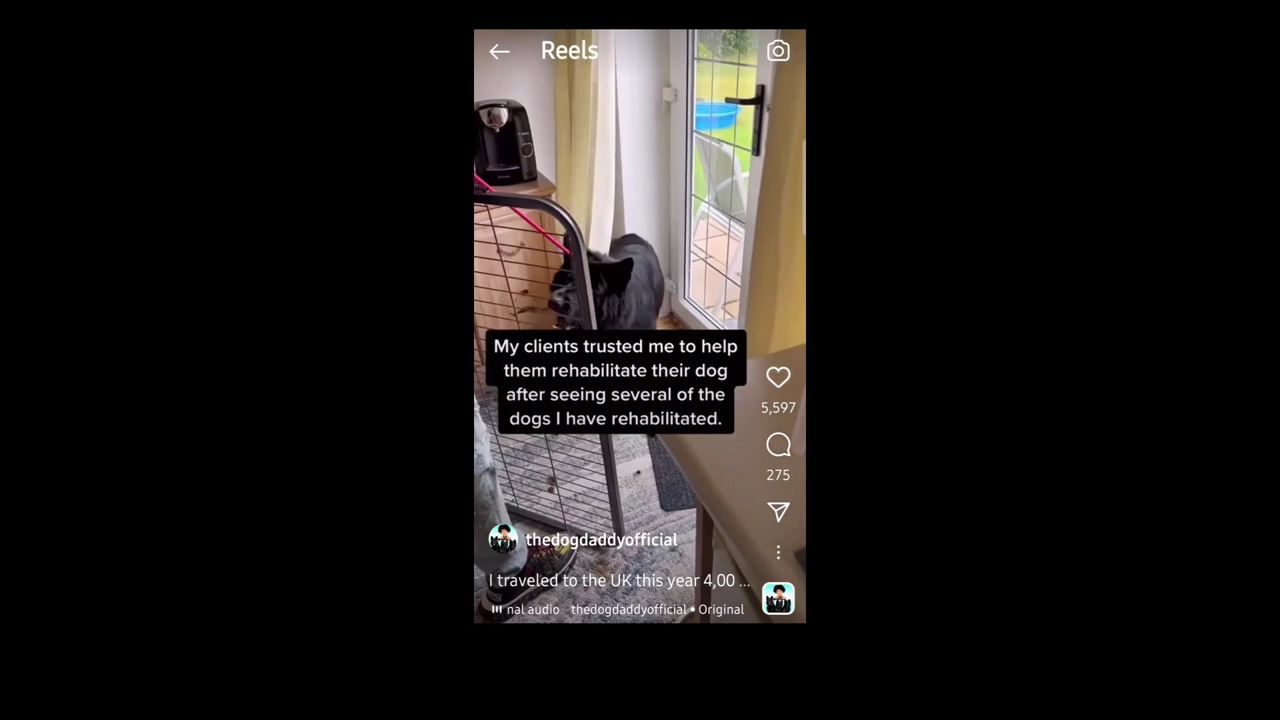 Reels
My clients trusted me to help
them rehabilitate their dog
after seeing several of the
dogs I have rehabilitated.
5,597
275
thedogdaddyofficial
I traveled to the UK this year 4,00 ...
nal audio thedogdaddyofficial • Original